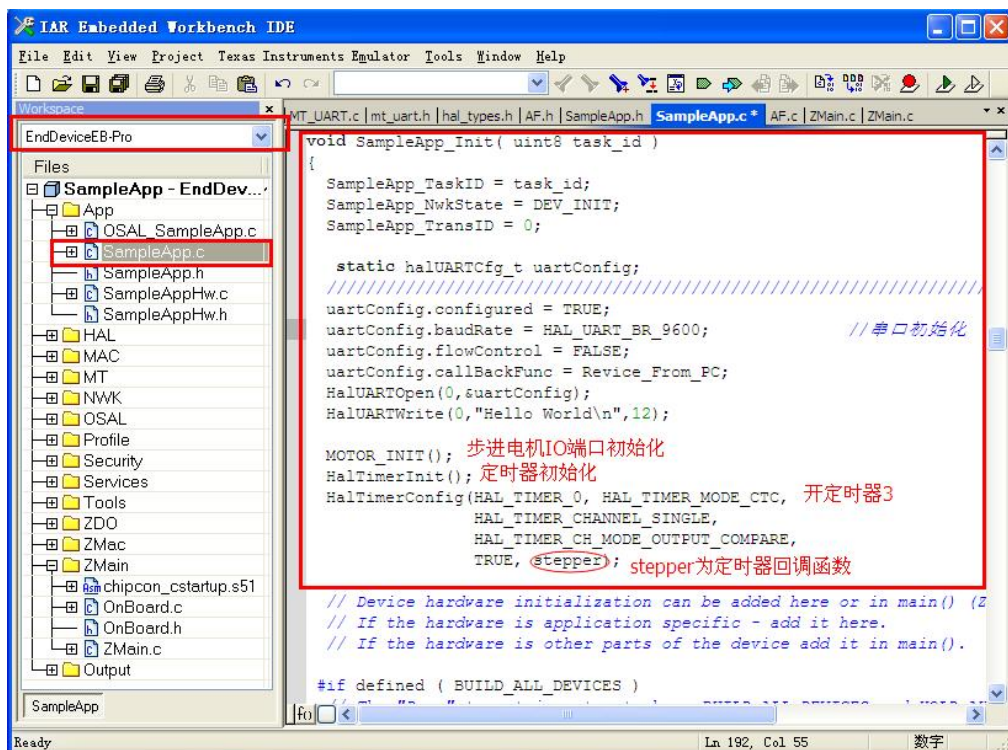 IAR Embedded Workbench IDE
File Edit View Project Texas Instruments Emulator Tools Window Help
Workspace
EndDeviceEB-Pro
Files
SampleApp - EndDev...
App
OSAL_SampleApp.c
SampleApp.c
SampleApp.h
SampleAppHw.c
SampleAppHw.h
HAL
MAC
MT
NWK
OSAL
Profile
Security
Services
Tools
ZDO
ZMac
ZMain
chipcon_cstartup.s51
OnBoard.c
OnBoard.h
ZMain.c
Output
SampleApp
MT_UART.c | mt_uart.h | hal_types.h | AF.h | SampleApp.h | SampleApp.c * | AF.c | ZMain.c | ZMain.c
void SampleApp_Init( uint8 task_id )
{
SampleApp_TaskID = task_id;
SampleApp_NwkState = DEV_INIT;
SampleApp_TransID = 0;
static halUARTCfg_t uartConfig;
////////////////////////////////////////////////////////////////
uartConfig.configured = TRUE;
uartConfig.baudRate = HAL_UART_BR_9600; //串口初始化
uartConfig.flowControl = FALSE;
uartConfig.callBackFunc = Revice_From_PC;
HalUARTOpen(0,&uartConfig);
HalUARTWrite(0,"Hello World\n",12);
MOTOR_INIT(); 步进电机IO端口初始化
HalTimerInit(); 定时器初始化
HalTimerConfig(HAL_TIMER_0, HAL_TIMER_MODE_CTC, 开定时器3
HAL_TIMER_CHANNEL_SINGLE,
HAL_TIMER_CH_MODE_OUTPUT_COMPARE,
TRUE, stepper); stepper为定时器回调函数
// Device hardware initialization can be added here or in main() (Z
// If the hardware is application specific - add it here.
// If the hardware is other parts of the device add it in main().
#if defined ( BUILD_ALL_DEVICES )
f()
Ready
Ln 192, Col 55
数字